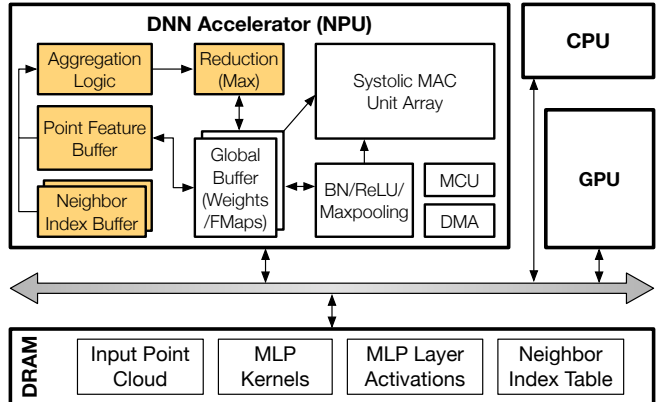 DNN Accelerator (NPU)
Aggregation
Logic
Reduction
(Max)
Systolic MAC
Unit Array
Point Feature
Buffer
Global
Buffer
(Weights
/FMaps)
Neighbor
Index Buffer
BN/ReLU/
Maxpooling
MCU
DMA
CPU
GPU
DRAM
Input Point
Cloud
MLP
Kernels
MLP Layer
Activations
Neighbor
Index Table